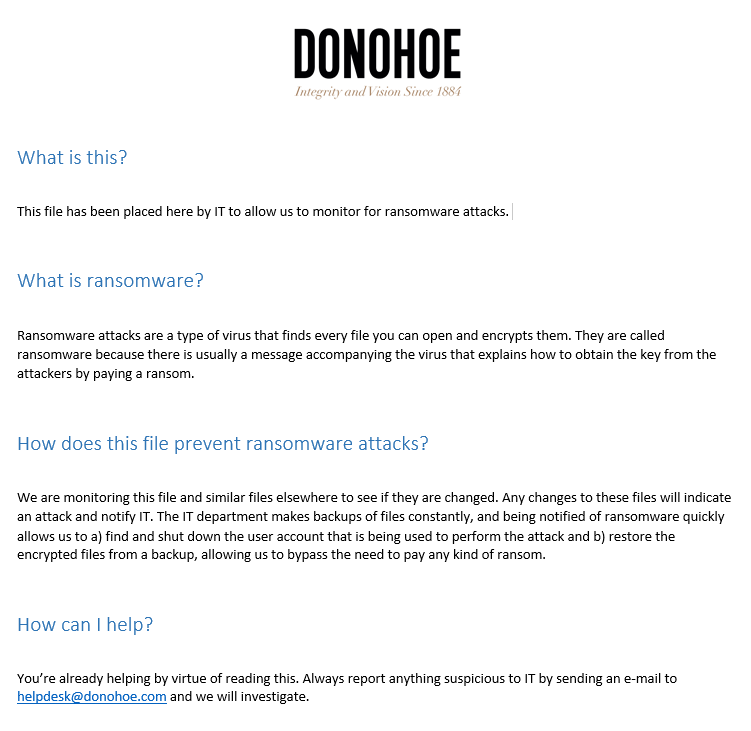 DONOHOE
Integrity and Vision Since 1884
What is this?
This file has been placed here by IT to allow us to monitor for ransomware attacks.
What is ransomware?
Ransomware attacks are a type of virus that finds every file you can open and encrypts them. They are called
ransomware because there is usually a message accompanying the virus that explains how to obtain the key from the
attackers by paying a ransom.
How does this file prevent ransomware attacks?
We are monitoring this file and similar files elsewhere to see if they are changed. Any changes to these files will indicate
an attack and notify IT. The IT department makes backups of files constantly, and being notified of ransomware quickly
allows us to a) find and shut down the user account that is being used to perform the attack and b) restore the
encrypted files from a backup, allowing us to bypass the need to pay any kind of ransom.
How can I help?
You’re already helping by virtue of reading this. Always report anything suspicious to IT by sending an e-mail to
helpdesk@donohoe.com and we will investigate.